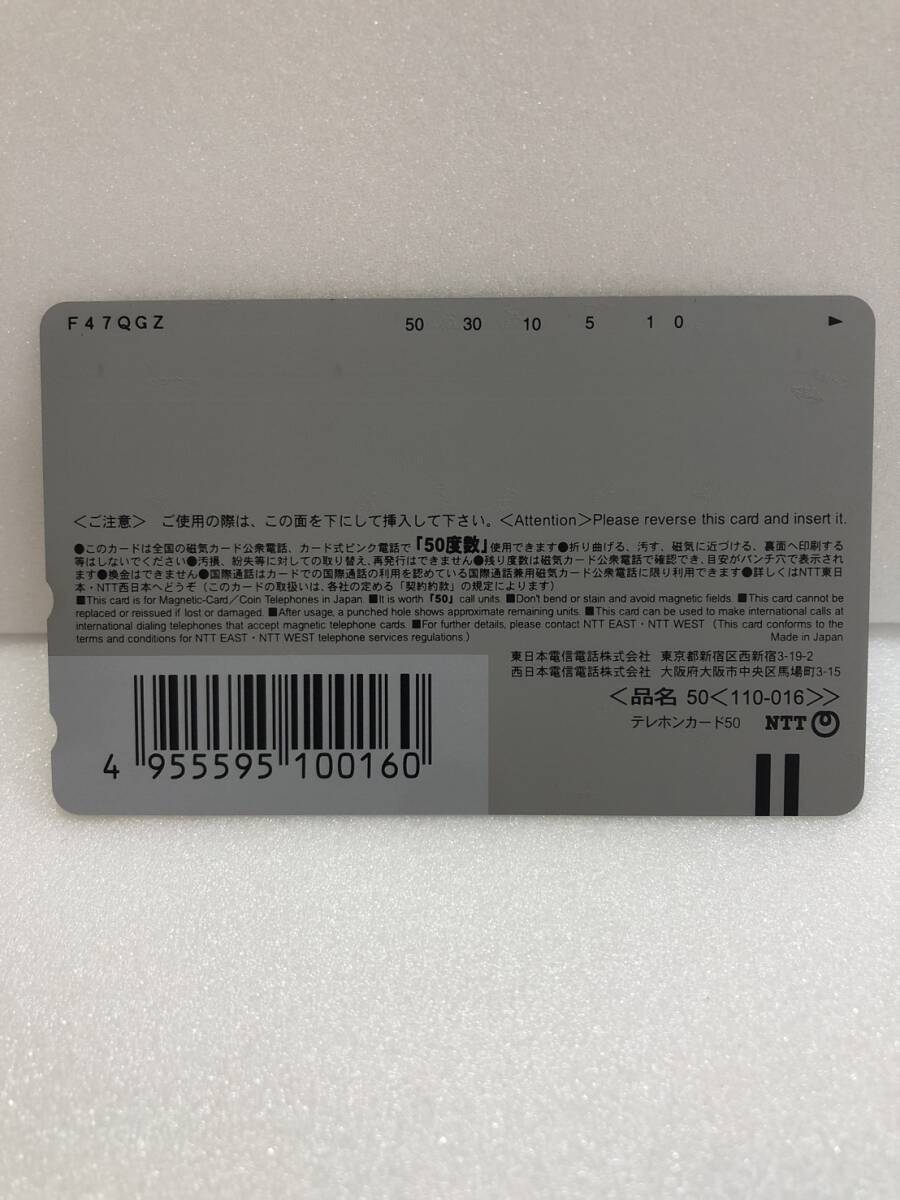 F47QGZ 50 30 10 5 1 0
<ご注意> ご使用の際は、この面を下にして挿入して下さい。<Attention>Please reverse this card and insert it.
●このカードは全国の磁気カード公衆電話、カード式ピンク電話で「50度数」使用できます●折り曲げる、汚す、磁気に近づける、裏面へ印刷する
等はしないでください●汚損、紛失等に対しての取り替え、再発行はできません●残り度数は磁気カード公衆電話で確認でき、目安がパンチ穴で表示され
ます●換金はできません●国際通話はカードでの国際通話の利用を認めている国際通話兼用磁気カード公衆電話に限り利用できます●詳しくはNTT東日
本・NTT西日本へどうぞ(このカードの取扱いは、各社の定める「契約約款」の規定によります)
■This card is for Magnetic-Card/Coin Telephones in Japan. ■It is worth「50」call units. ■Don't bend or stain and avoid magnetic fields. ■This card cannot be
replaced or reissued if lost or damaged. ■After usage, a punched hole shows approximate remaining units. ■This card can be used to make international calls at
international dialing telephones that accept magnetic telephone cards. ■For further details, please contact NTT EAST・NTT WEST (This card conforms to the
terms and conditions for NTT EAST・NTT WEST telephone services regulations.) Made in Japan
東日本電信電話株式会社 東京都新宿区西新宿3-19-2
西日本電信電話株式会社 大阪府大阪市中央区馬場町3-15
<品名 50<110-016>>
テレホンカード50 NTT
4 955595 100160